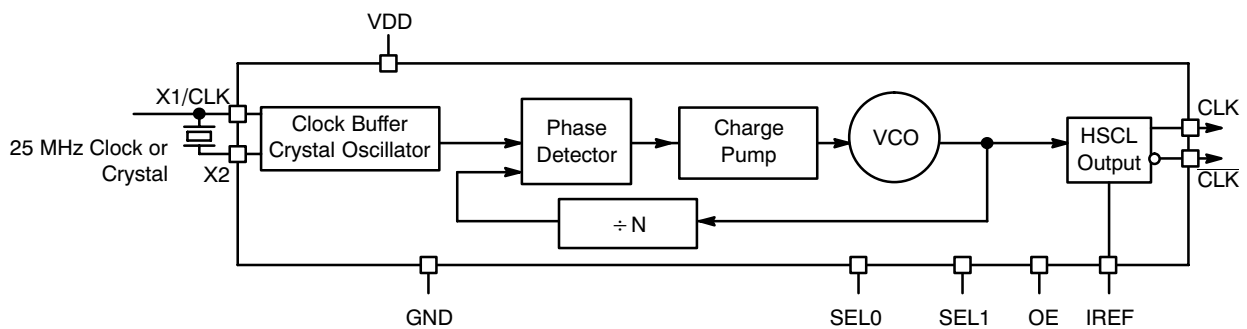 VDD
X1/CLK
25 MHz Clock or
Crystal
X2
Clock Buffer
Crystal Oscillator
Phase
Detector
Charge
Pump
VCO
HSCL
Output
CLK
CLK
÷ N
GND
SEL0
SEL1
OE
IREF